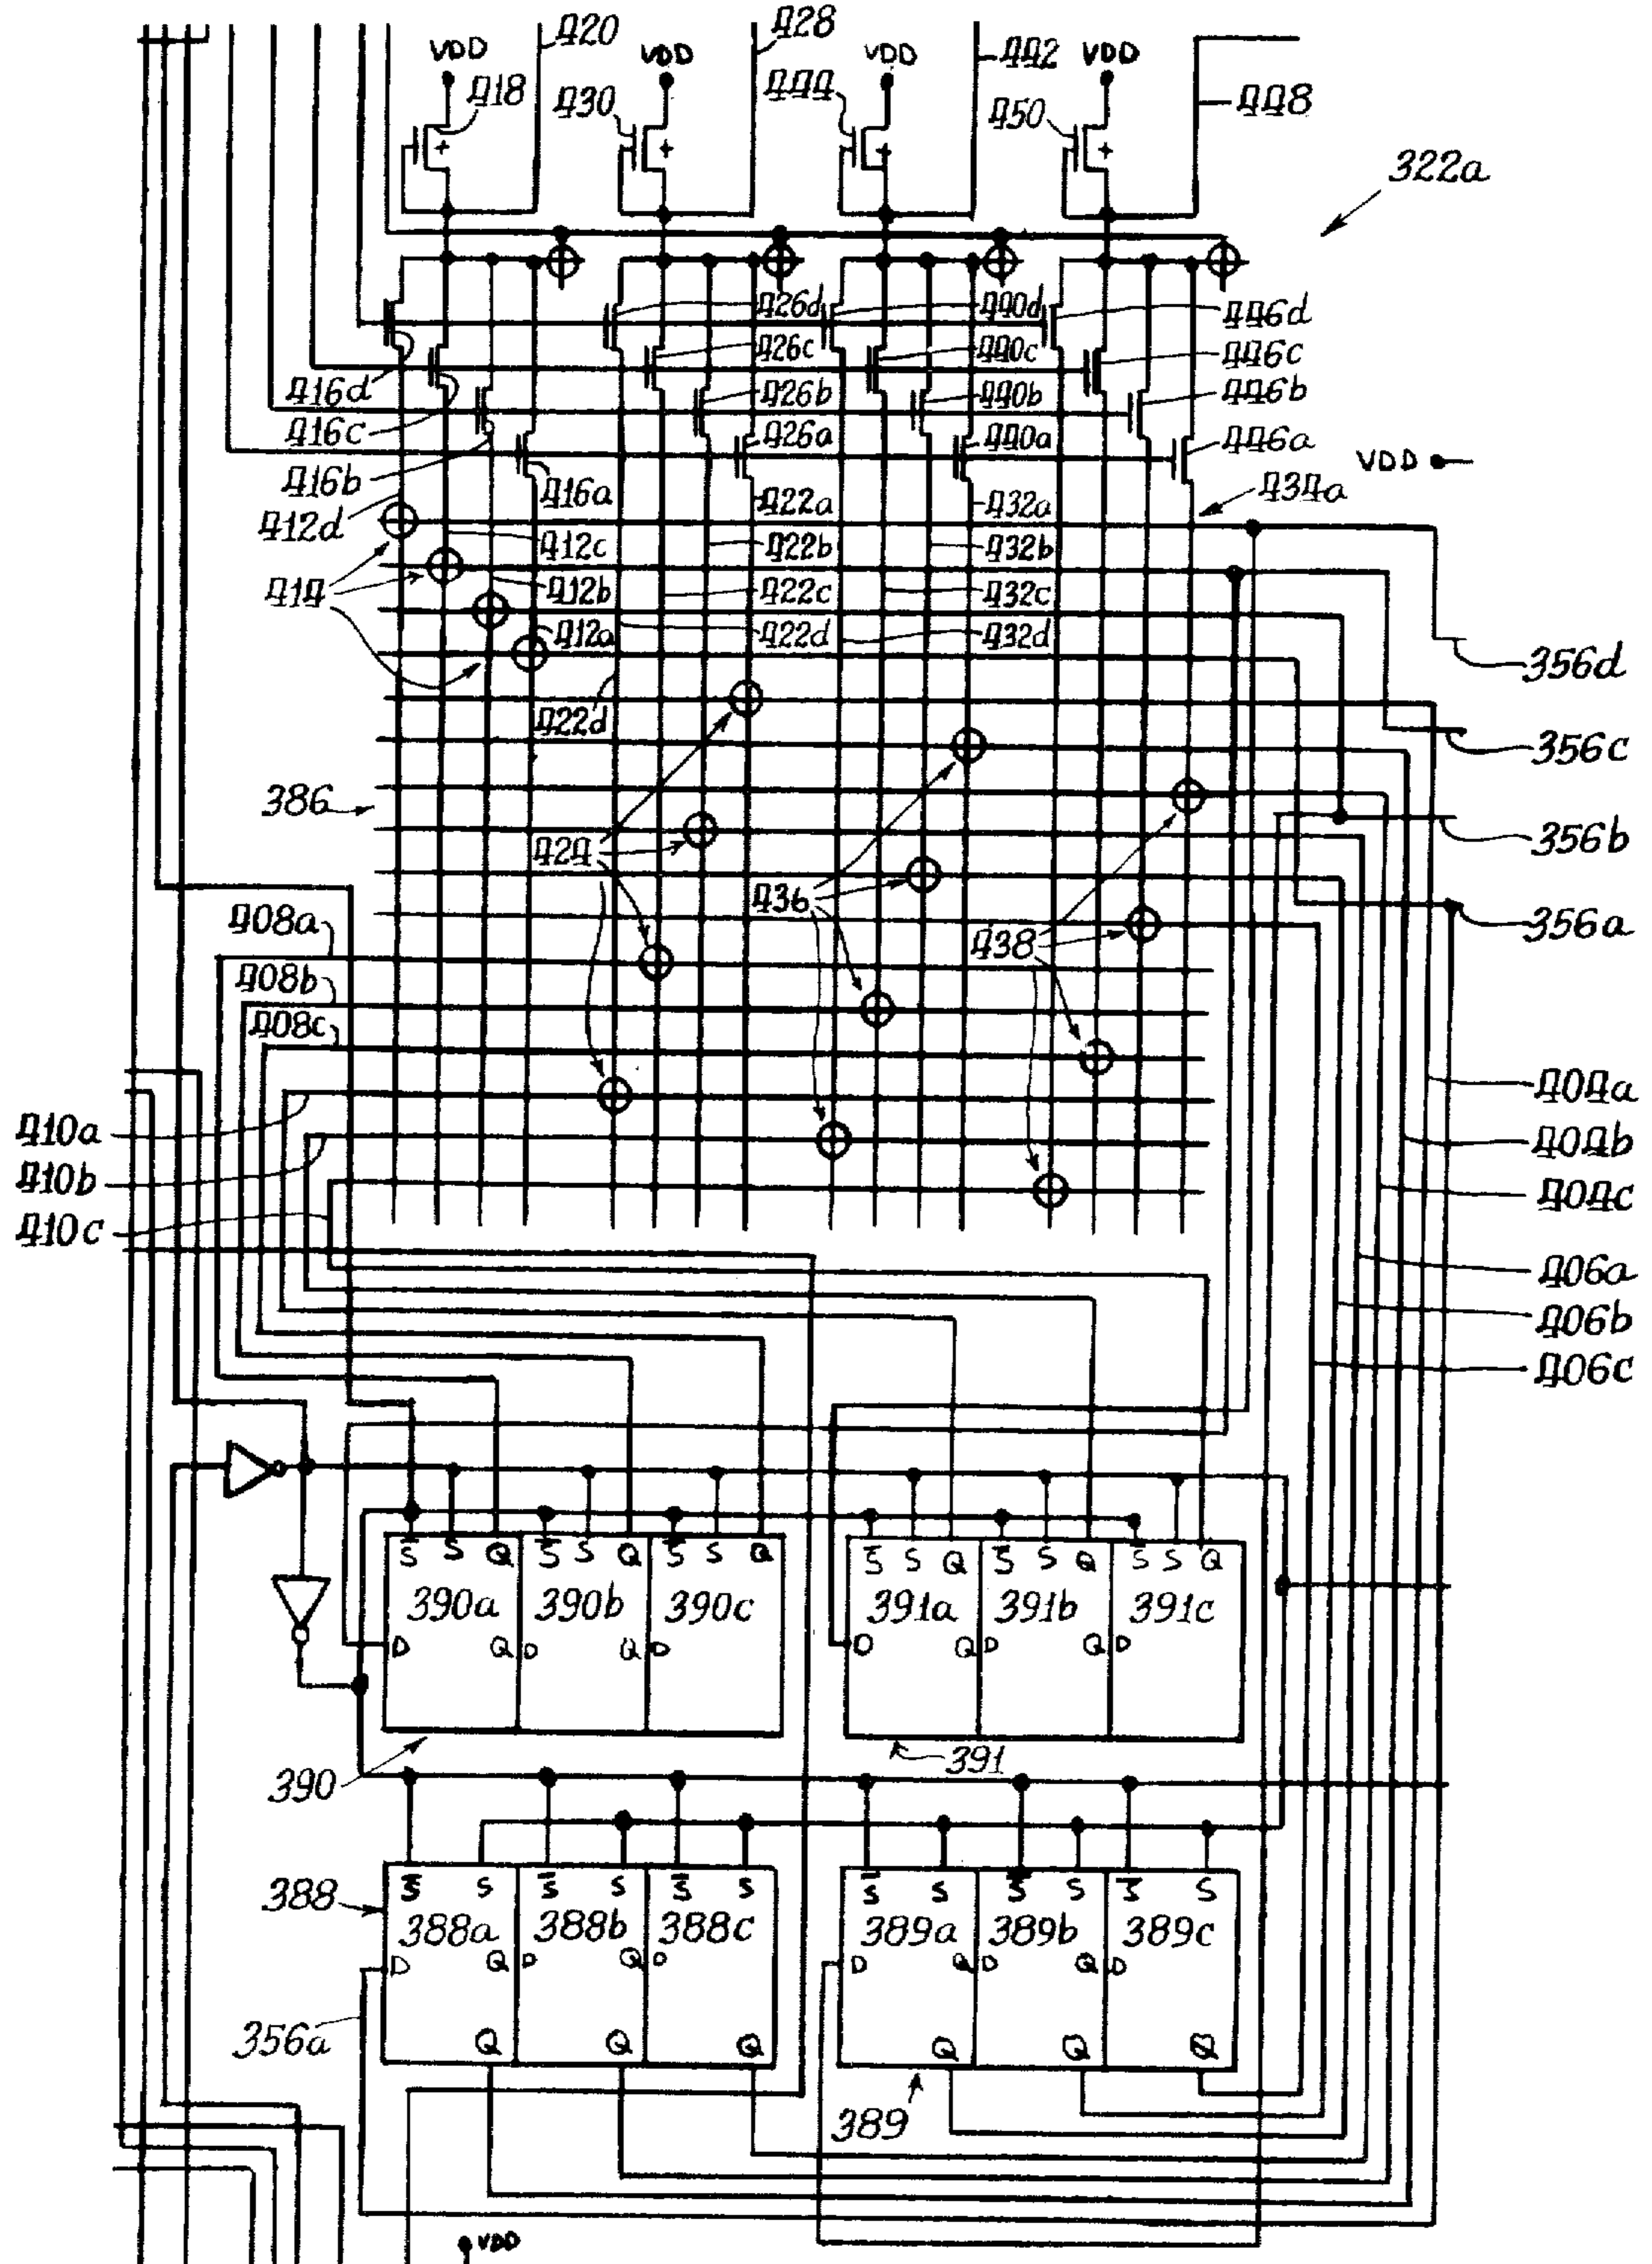 420
428
442
VDD
VDD
VDD
VDD
418
430
444
450
448
322a
426d
440d
446d
426c
440c
446c
416d
426b
440b
446b
416c
426a
440a
446a
VDD
416b
416a
422a
432a
434a
412d
412c
422b
432b
414
412b
422c
432c
412a
422d
432d
356d
422d
356c
386
424
356b
436
438
356a
408a
408b
408c
404a
410a
404b
410b
404c
410c
406a
406b
406c
S̅ S Q S̅ S Q S̅ S Q
S̅ S Q S̅ S Q S̅ S Q
390a 390b 390c
391a 391b 391c
D Q D Q D
D Q D Q D
390
391
S̅ S S̅ S S̅ S
S̅ S S̅ S S̅ S
388
388a 388b 388c
389a 389b 389c
D Q D Q D
D Q D Q D
356a
Q Q Q
Q Q Q
389
VDD